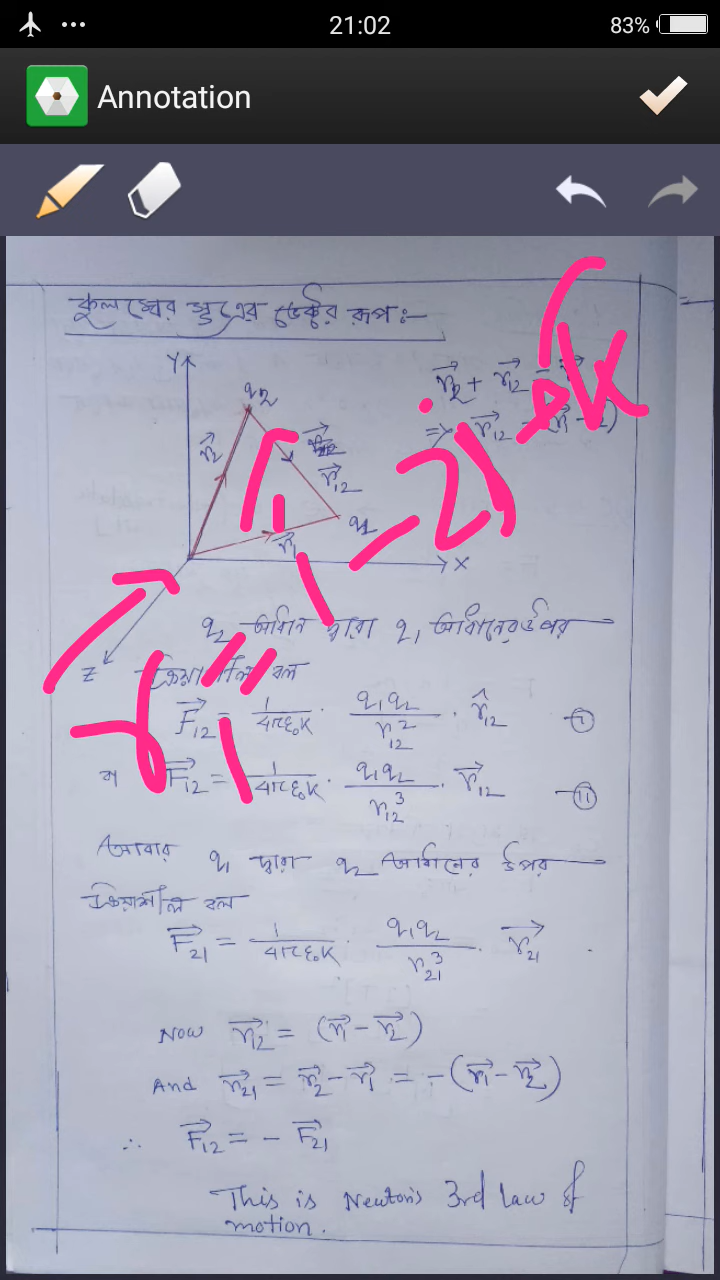 21:02
83%
Annotation
কুলম্বের সুত্রের ভেক্টর রূপ :-
Y
q2
r⃗2 + r⃗12 =
r⃗2
r⃗12
=> r⃗12 =
q1
r⃗1
X
q2 আধান দ্বারা q1 আধানের উপর
Z
ক্রিয়াশীল বল
F⃗12 = 1/4πε₀K · q1q2/r12² · r̂12 (i)
বা F⃗12 = 1/4πε₀K · q1q2/r12³ · r⃗12 (ii)
আবার q1 দ্বারা q2 আধানের উপর
ক্রিয়াশীল বল
F⃗21 = 1/4πε₀K · q1q2/r21³ · r⃗21
Now r⃗12 = (r⃗1 - r⃗2)
And r⃗21 = r⃗2 - r⃗1 = -(r⃗1 - r⃗2)
∴ F⃗12 = - F⃗21
This is Newton's 3rd law of
motion.